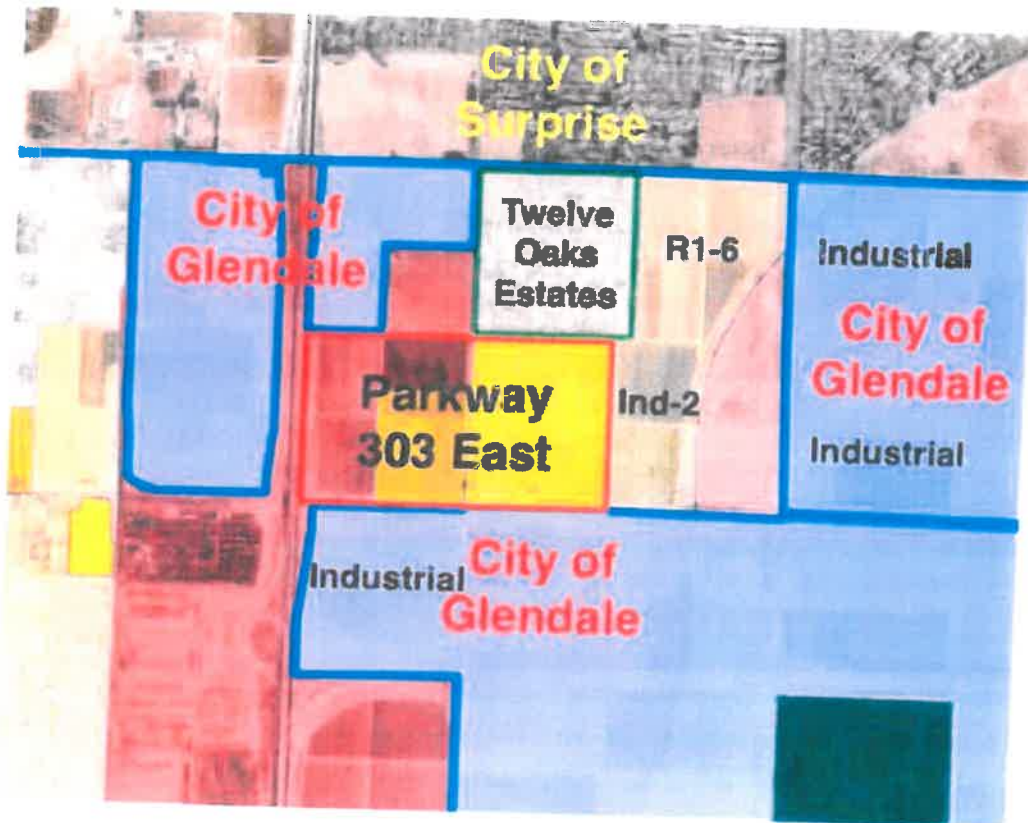 City of
Surprise
City of
Glendale
Twelve
Oaks
Estates
R1-6
Industrial
City of
Glendale
Industrial
Parkway
303 East
Ind-2
Industrial
City of
Glendale